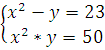 x² − y = 23
x² * y = 50